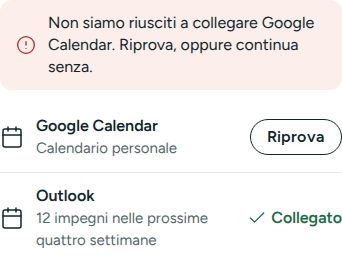 Non siamo riusciti a collegare Google
Calendar. Riprova, oppure continua
senza.
Google Calendar
Calendario personale
Riprova
Outlook
12 impegni nelle prossime
quattro settimane
Collegato